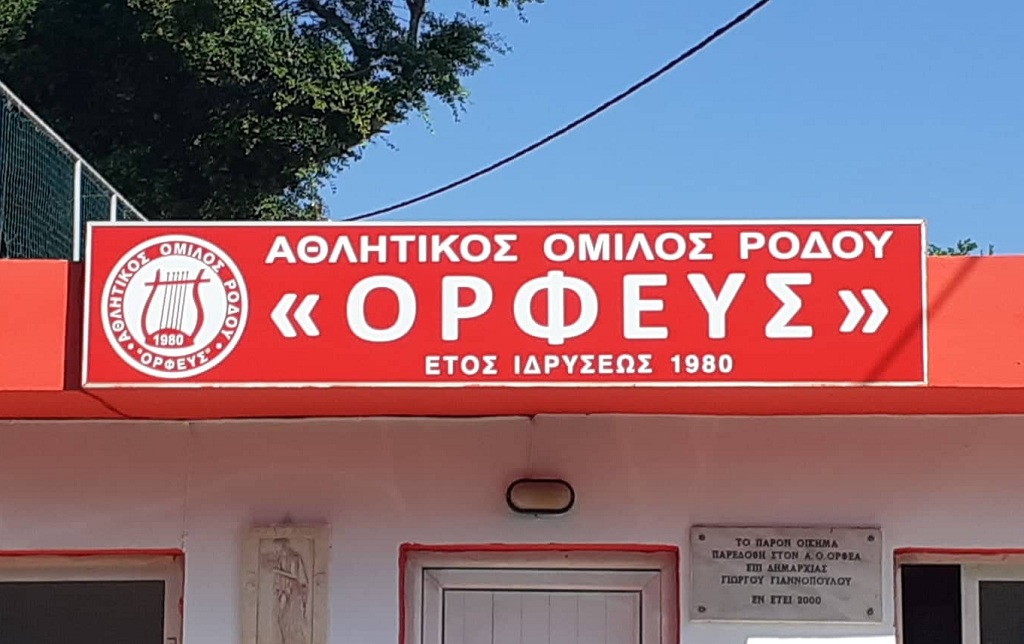 ΑΘΛΗΤΙΚΟΣ ΟΜΙΛΟΣ ΡΟΔΟΥ
«ΟΡΦΕΥΣ»
ΕΤΟΣ ΙΔΡΥΣΕΩΣ 1980
ΑΘΛΗΤΙΚΟΣ ΟΜΙΛΟΣ ΡΟΔΟΥ
1980
"ΟΡΦΕΥΣ"
ΤΟ ΠΑΡΟΝ ΟΙΚΗΜΑ
ΠΑΡΕΔΟΘΗ ΣΤΟΝ Α.Ο.ΟΡΦΕΑ
ΕΠΙ ΔΗΜΑΡΧΙΑΣ
ΓΙΩΡΓΟΥ ΓΙΑΝΝΟΠΟΥΛΟΥ
ΕΝ ΕΤΕΙ 2000